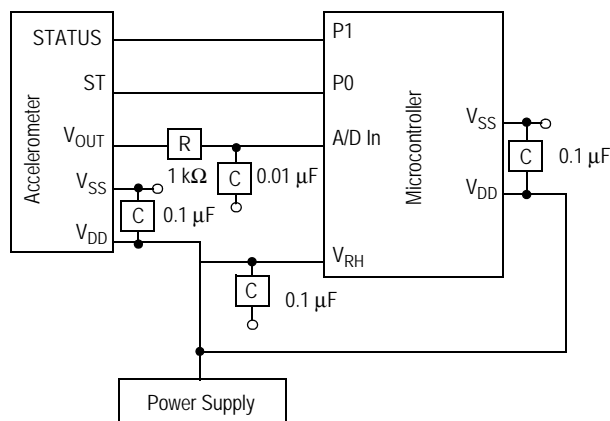 STATUS
ST
VOUT
VSS
VDD
Accelerometer
R
1 kΩ
C
0.01 µF
C
0.1 µF
C
0.1 µF
P1
P0
A/D In
VRH
Microcontroller
VSS
VDD
C
0.1 µF
Power Supply